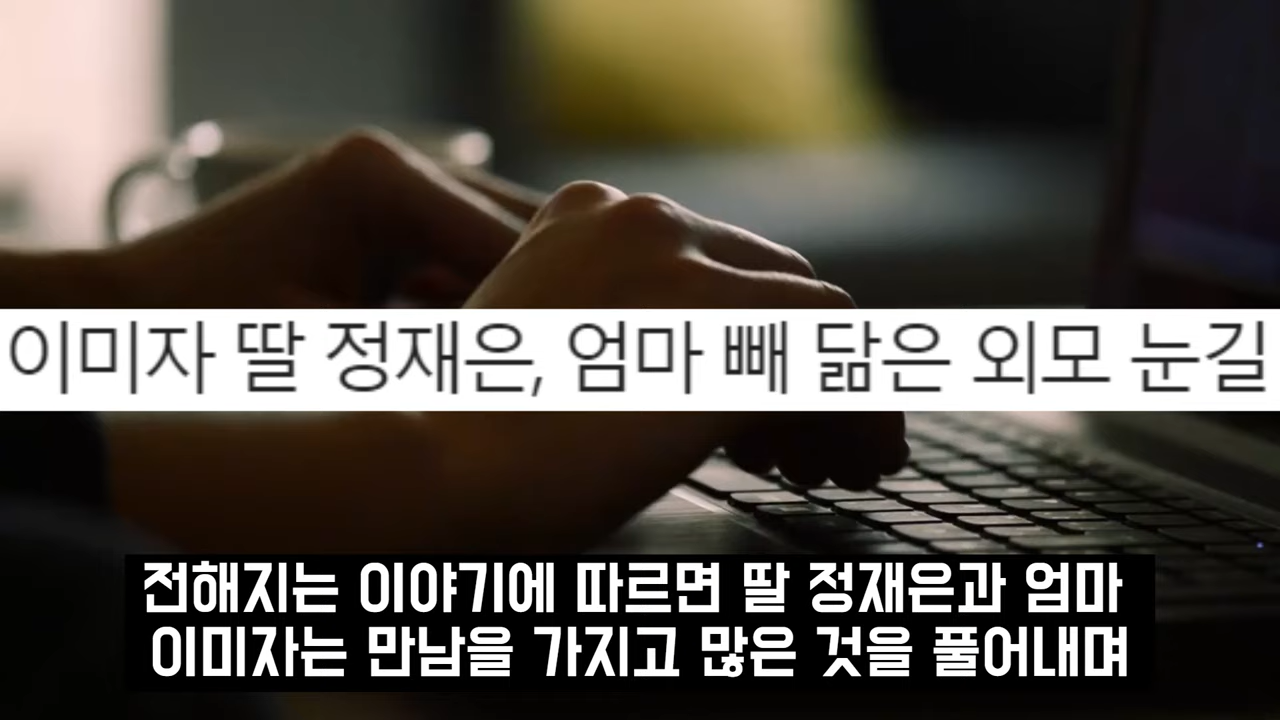 이미자 딸 정재은, 엄마 빼 닮은 외모 눈길
전해지는 이야기에 따르면 딸 정재은과 엄마
이미자는 만남을 가지고 많은 것을 풀어내며